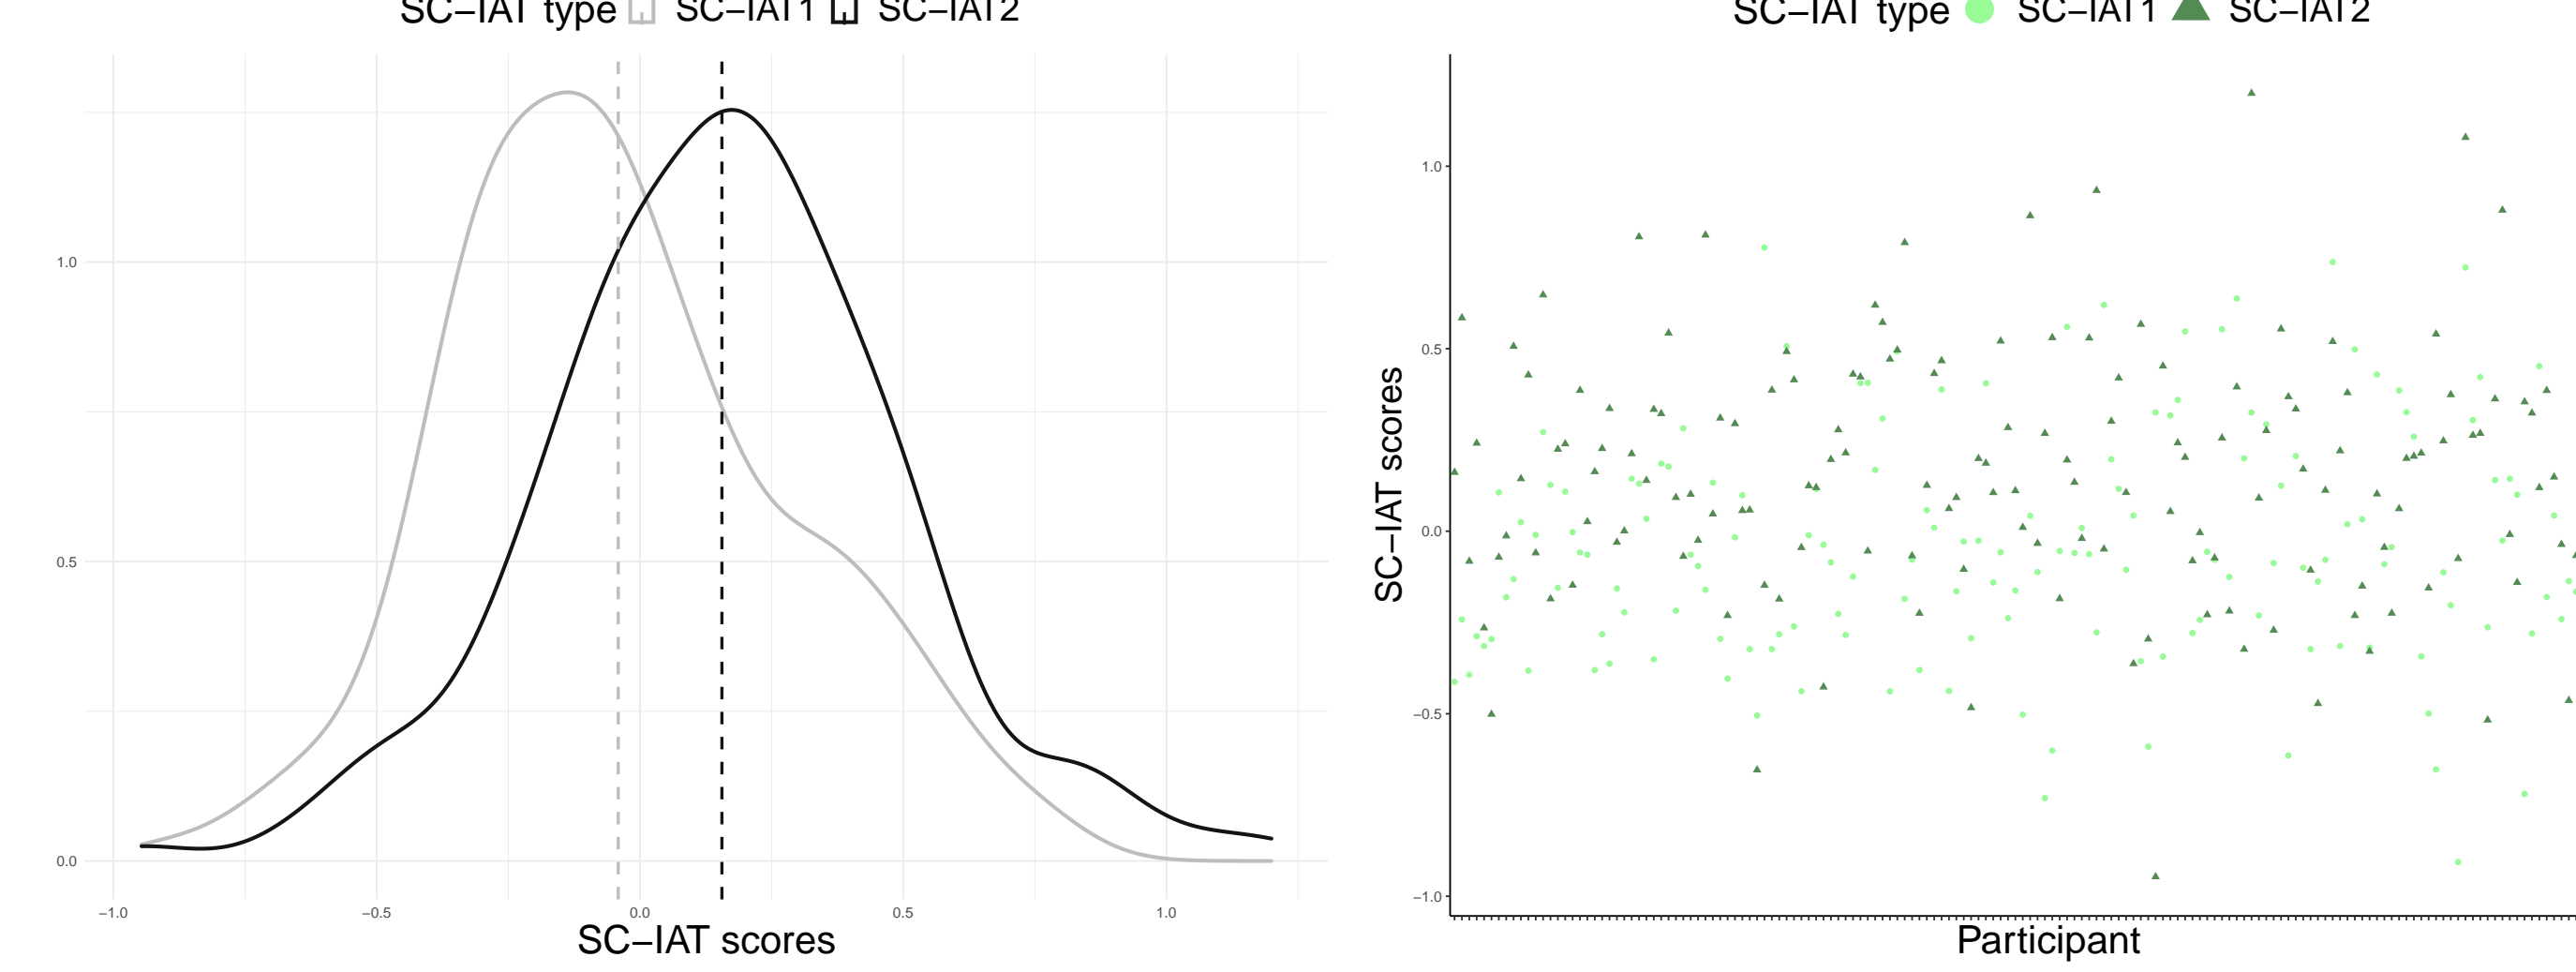 SC−IAT type SC−IAT1 SC−IAT2
1.0
0.5
0.0
−1.0 −0.5 0.0 0.5 1.0
SC−IAT scores
SC−IAT type SC−IAT1 SC−IAT2
SC−IAT scores
1.0
0.5
0.0
−0.5
−1.0
Participant